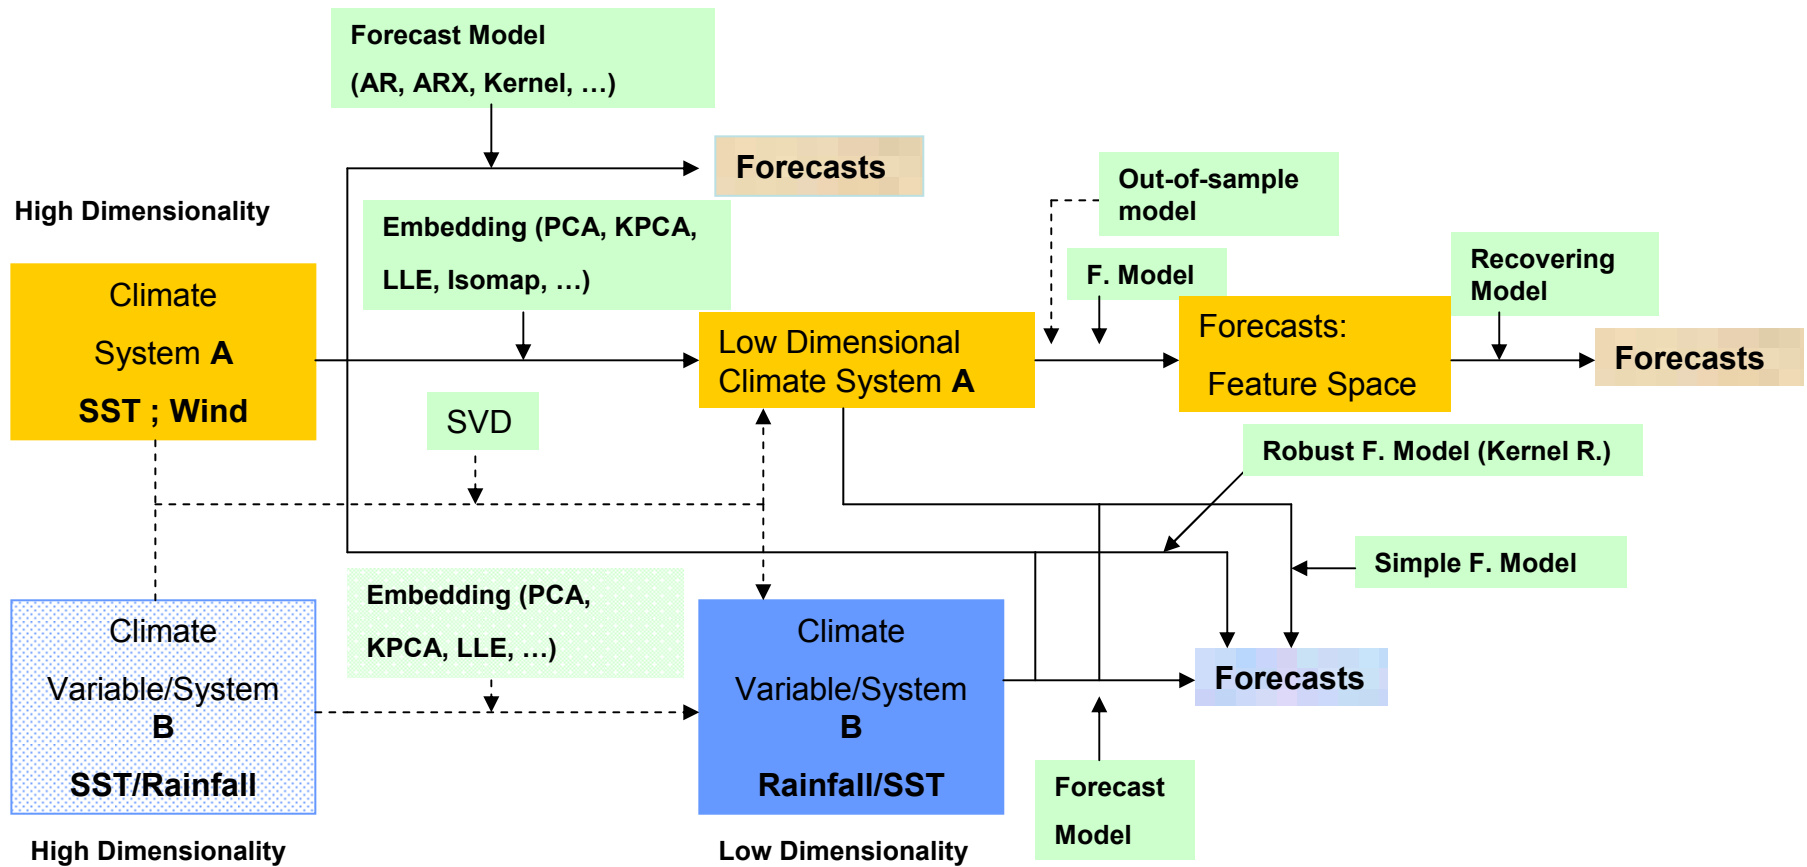 Forecast Model
(AR, ARX, Kernel, …)
Forecasts
High Dimensionality
Embedding (PCA, KPCA,
LLE, Isomap, …)
Out-of-sample
model
F. Model
Recovering
Model
Climate
System A
SST ; Wind
Low Dimensional
Climate System A
Forecasts:
Feature Space
Forecasts
SVD
Robust F. Model (Kernel R.)
Simple F. Model
Embedding (PCA,
KPCA, LLE, …)
Climate
Variable/System
B
SST/Rainfall
Climate
Variable/System
B
Rainfall/SST
Forecasts
Forecast
Model
High Dimensionality
Low Dimensionality